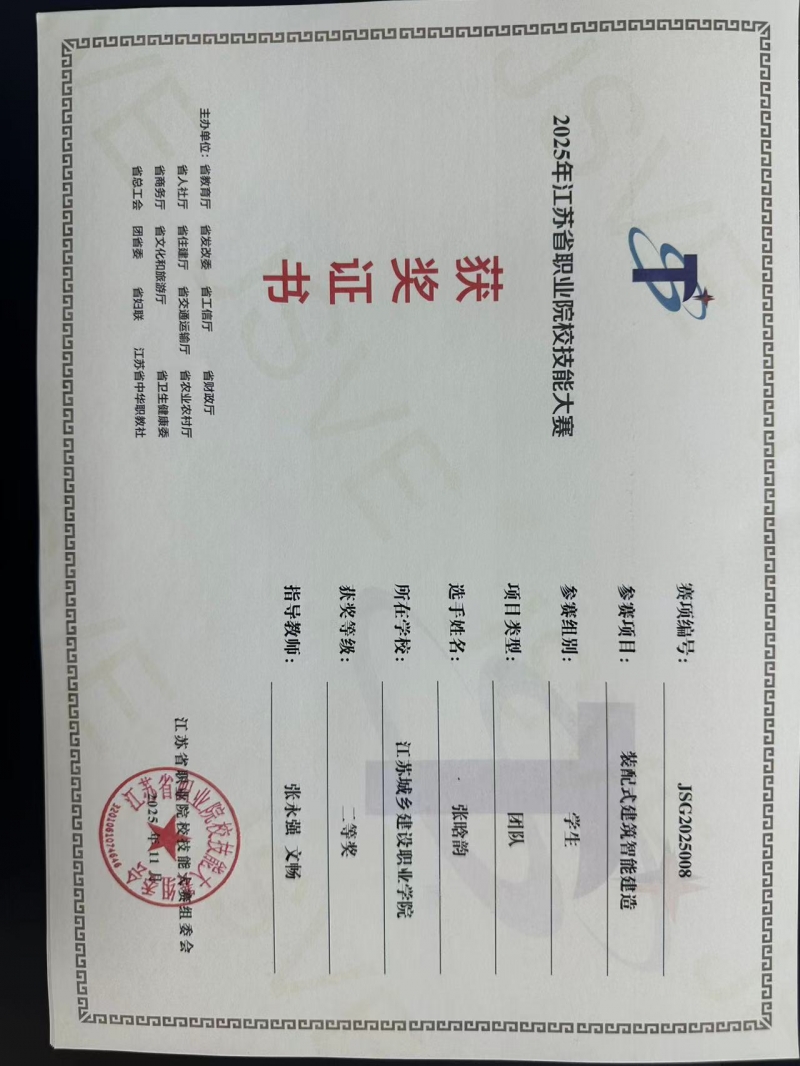 2025年江苏省职业院校技能大赛
获奖证书
主办单位：省教育厅 省发改委 省工信厅 省财政厅
省人社厅 省住建厅 省交通运输厅 省农业农村厅
省商务厅 省文化和旅游厅 省卫生健康委
省总工会 团省委 省妇联 江苏省中华职教社
赛项编号： JSG2025008
参赛项目： 装配式建筑智能建造
参赛组别： 学生
项目类型： 团队
选手姓名： 张晗韵
所在学校： 江苏城乡建设职业学院
获奖等级： 二等奖
指导教师： 张永强 文畅
江苏省职业院校技能大赛组委会
2025年11月